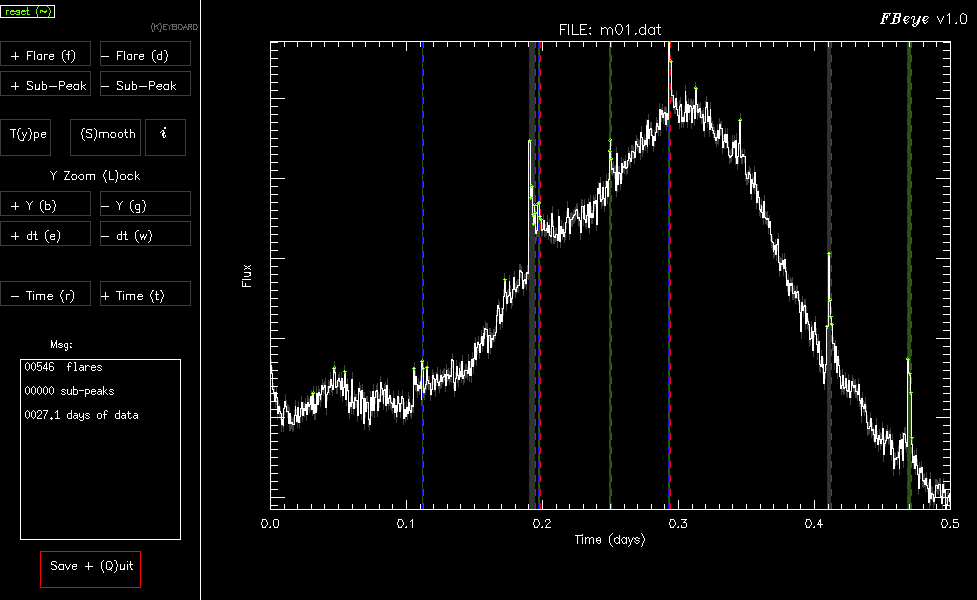 reset (~)
(K)EYBOARD
+ Flare (f)
- Flare (d)
+ Sub-Peak
- Sub-Peak
T(y)pe
(S)mooth
i
Y Zoom (L)ock
+ Y (b)
- Y (g)
+ dt (e)
- dt (w)
- Time (r)
+ Time (t)
Msg:
00546 flares
00000 sub-peaks
0027.1 days of data
Save + (Q)uit
FBeye v1.0
FILE: m01.dat
Flux
0.0
0.1
0.2
0.3
0.4
0.5
Time (days)